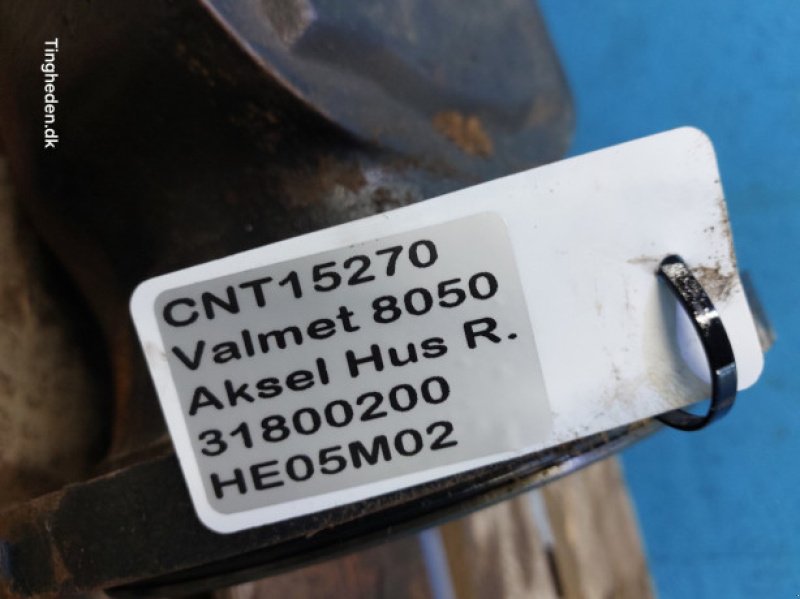 Tingheden.dk
CNT15270
Valmet 8050
Aksel Hus R.
31800200
HE05M02